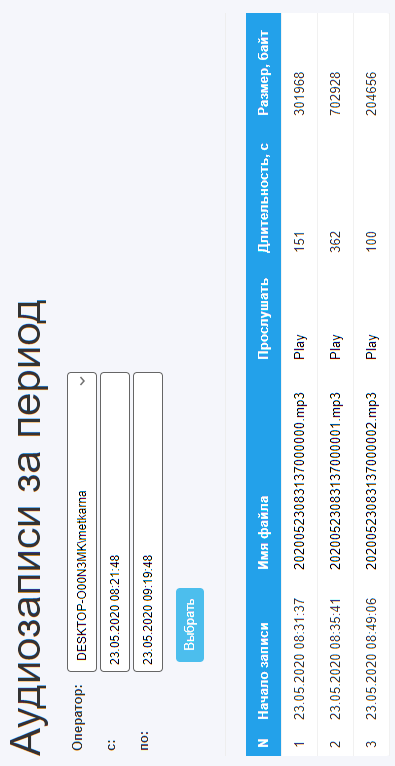 Аудиозаписи за период
Оператор: DESKTOP-O00N3MK\metkarna
с: 23.05.2020 08:21:48
по: 23.05.2020 09:19:48
Выбрать
N Начало записи Имя файла Прослушать Длительность, с Размер, байт
1 23.05.2020 08:31:37 20200523083137000000.mp3 Play 151 301968
2 23.05.2020 08:35:41 20200523083137000001.mp3 Play 362 702928
3 23.05.2020 08:49:06 20200523083137000002.mp3 Play 100 204656